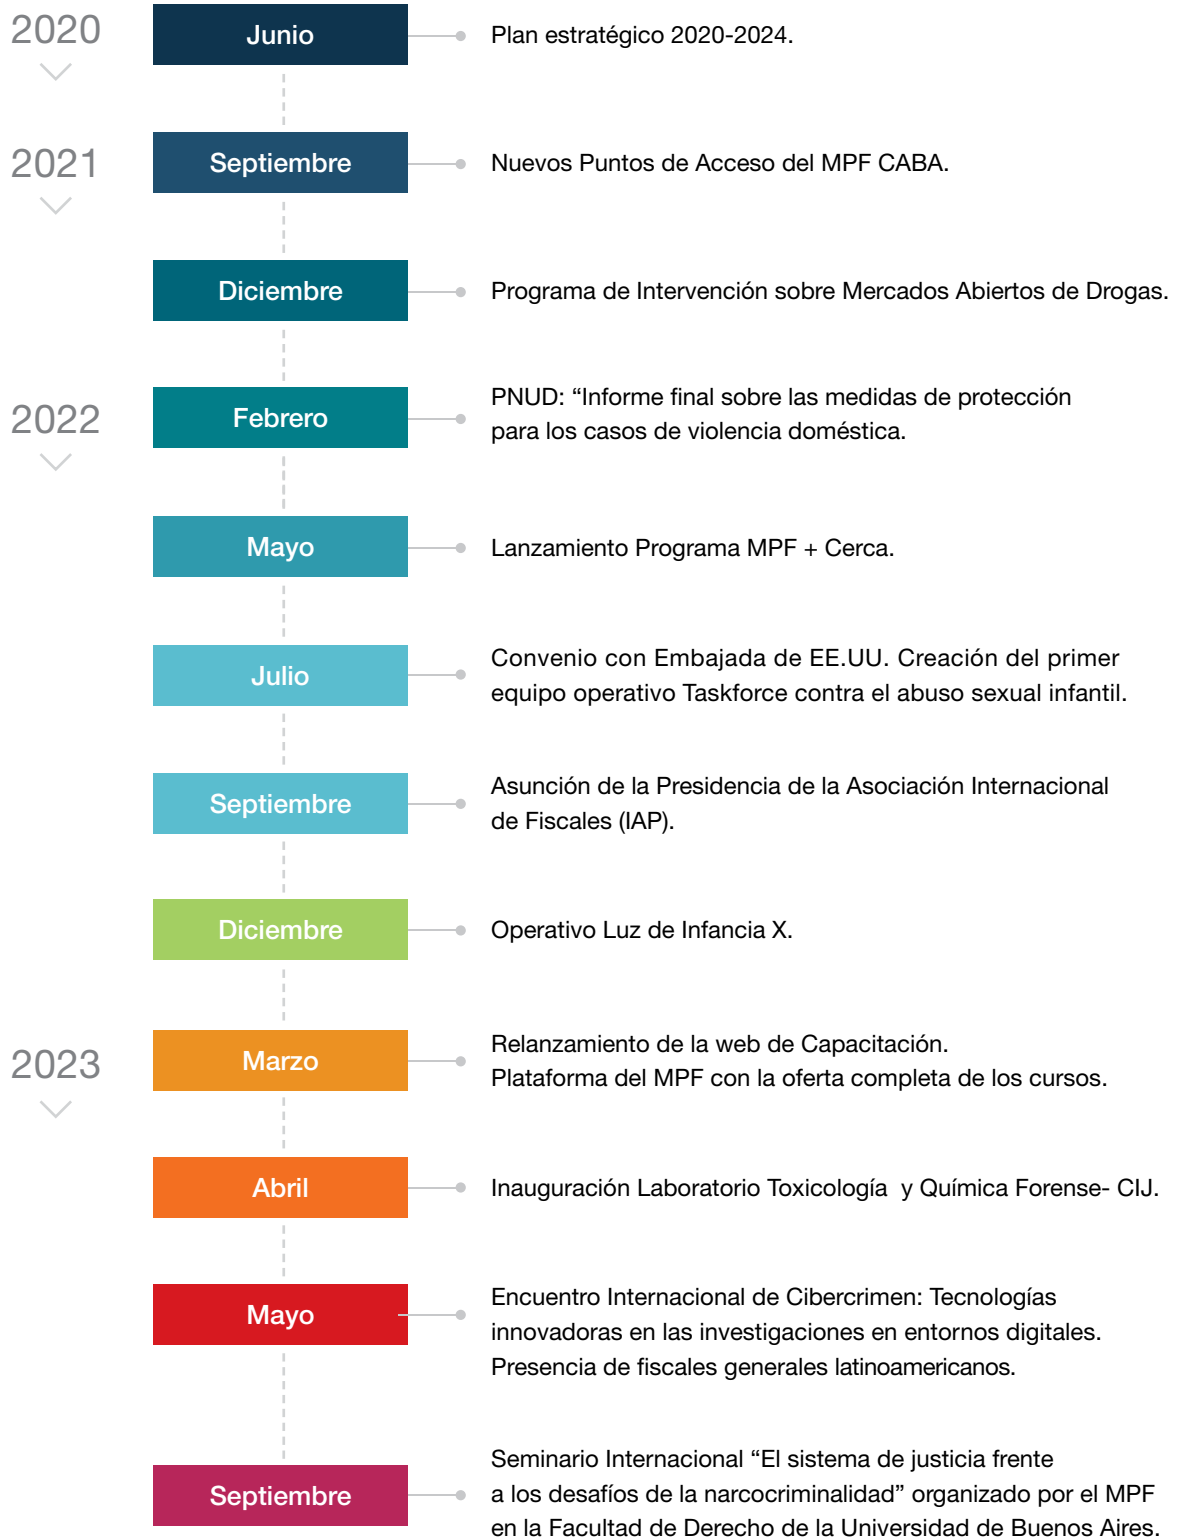 2020
Junio
Plan estratégico 2020-2024.
2021
Septiembre
Nuevos Puntos de Acceso del MPF CABA.
Diciembre
Programa de Intervención sobre Mercados Abiertos de Drogas.
2022
Febrero
PNUD: “Informe final sobre las medidas de protección
para los casos de violencia doméstica.
Mayo
Lanzamiento Programa MPF + Cerca.
Julio
Convenio con Embajada de EE.UU. Creación del primer
equipo operativo Taskforce contra el abuso sexual infantil.
Septiembre
Asunción de la Presidencia de la Asociación Internacional
de Fiscales (IAP).
Diciembre
Operativo Luz de Infancia X.
2023
Marzo
Relanzamiento de la web de Capacitación.
Plataforma del MPF con la oferta completa de los cursos.
Abril
Inauguración Laboratorio Toxicología  y Química Forense- CIJ.
Mayo
Encuentro Internacional de Cibercrimen: Tecnologías
innovadoras en las investigaciones en entornos digitales.
Presencia de fiscales generales latinoamericanos.
Septiembre
Seminario Internacional “El sistema de justicia frente
a los desafíos de la narcocriminalidad” organizado por el MPF
en la Facultad de Derecho de la Universidad de Buenos Aires.